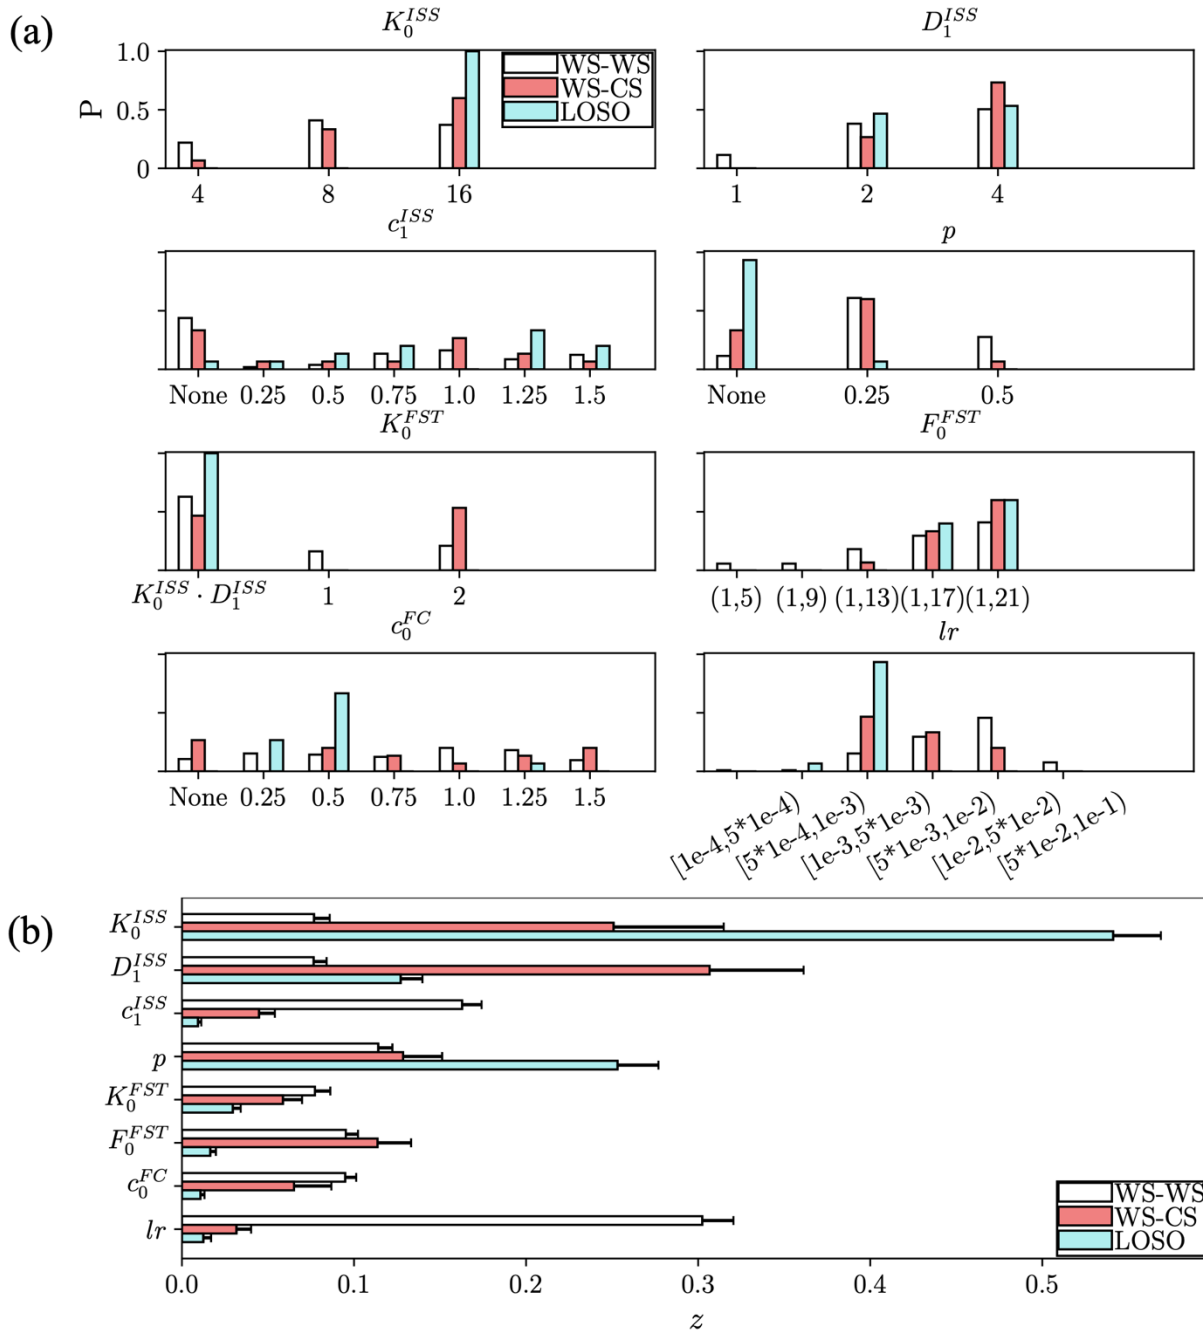 (a)
K_0^{ISS} D_1^{ISS}
P
1.0
0.5
0
WS-WS
WS-CS
LOSO
4 8 16 1 2 4
c_1^{ISS} p
None 0.25 0.5 0.75 1.0 1.25 1.5 None 0.25 0.5
K_0^{FST} F_0^{FST}
K_0^{ISS} · D_1^{ISS} 1 2 (1,5) (1,9) (1,13) (1,17) (1,21)
c_0^{FC} lr
None 0.25 0.5 0.75 1.0 1.25 1.5
[1e-4,5*1e-4)
[5*1e-4,1e-3)
[1e-3,5*1e-3)
[5*1e-3,1e-2)
[1e-2,5*1e-2)
[5*1e-2,1e-1)
(b)
K_0^{ISS}
D_1^{ISS}
c_1^{ISS}
p
K_0^{FST}
F_0^{FST}
c_0^{FC}
lr
WS-WS
WS-CS
LOSO
0.0 0.1 0.2 0.3 0.4 0.5
z